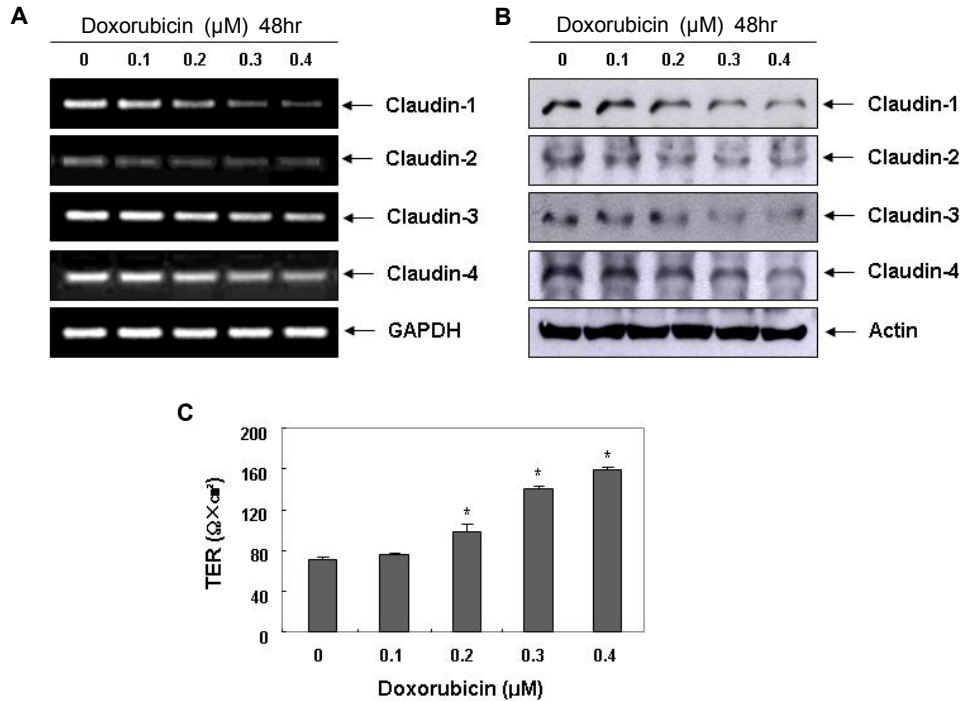 A
Doxorubicin (μM) 48hr
0 0.1 0.2 0.3 0.4
Claudin-1
Claudin-2
Claudin-3
Claudin-4
GAPDH
B
Doxorubicin (μM) 48hr
0 0.1 0.2 0.3 0.4
Claudin-1
Claudin-2
Claudin-3
Claudin-4
Actin
C
TER (Ω×㎠)
200
160
120
80
40
0
* * *
0 0.1 0.2 0.3 0.4
Doxorubicin (μM)